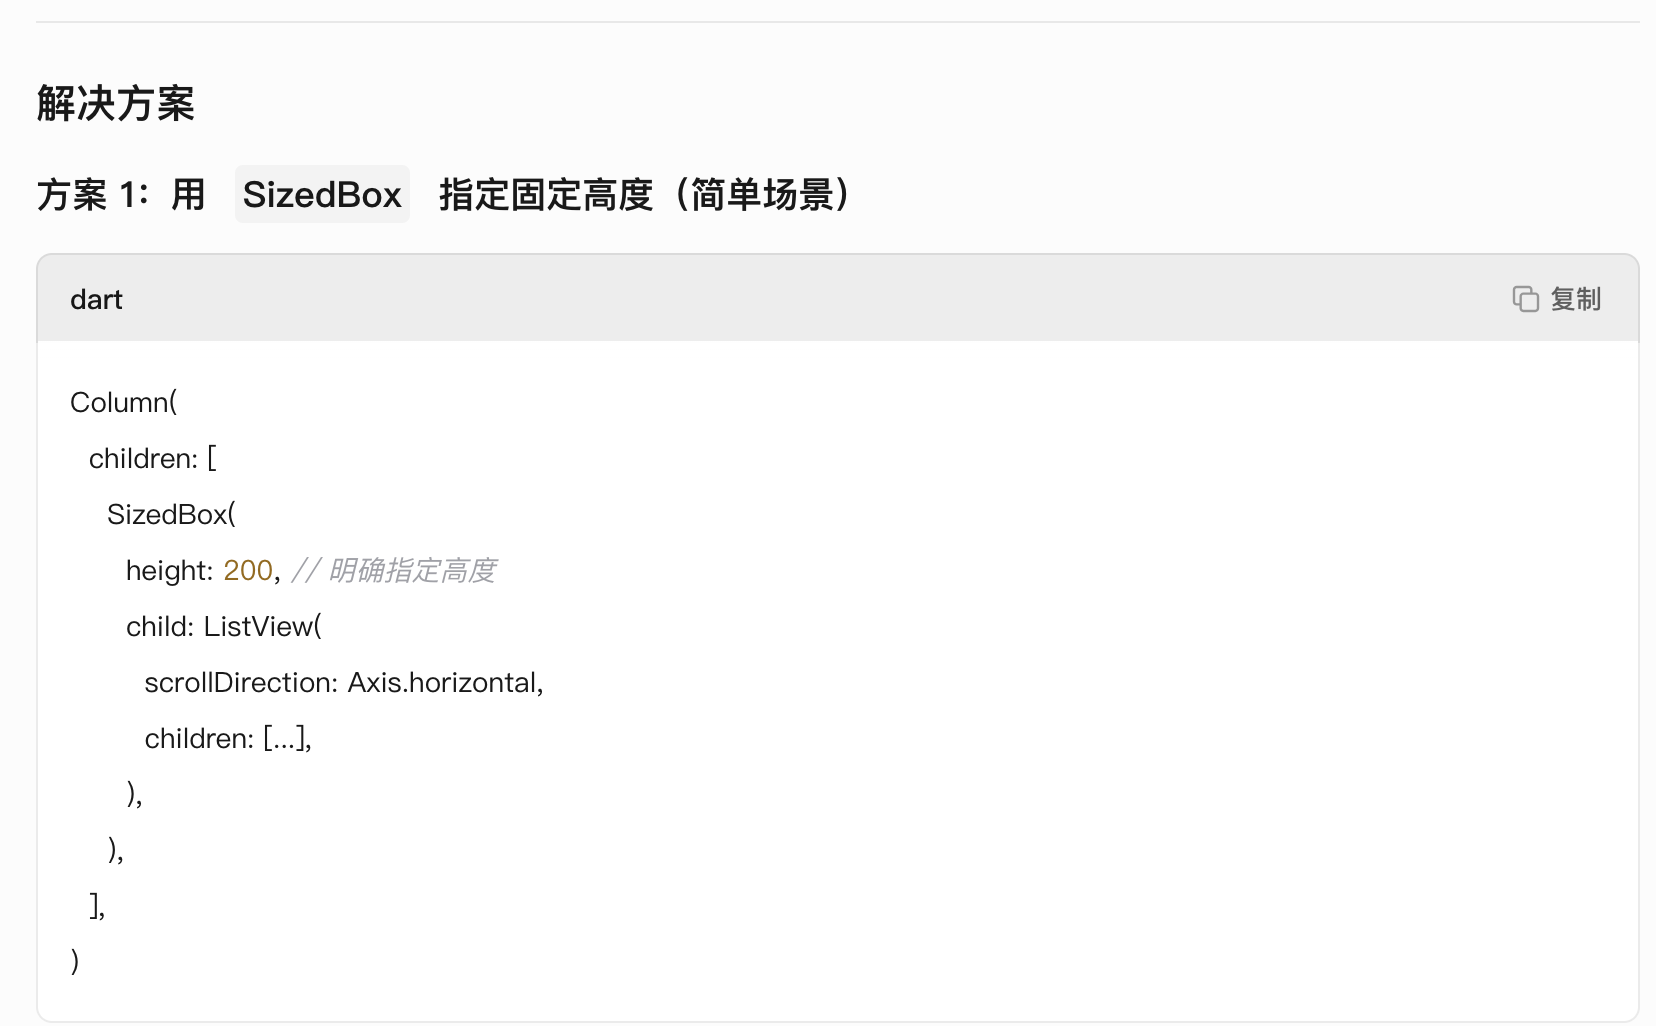 解决方案
方案 1：用 SizedBox 指定固定高度（简单场景）
dart 复制
Column(
  children: [
    SizedBox(
      height: 200, // 明确指定高度
      child: ListView(
        scrollDirection: Axis.horizontal,
        children: [...],
      ),
    ),
  ],
)